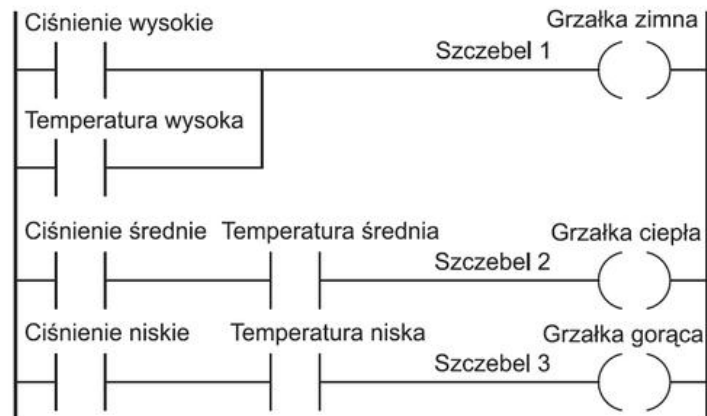 Ciśnienie wysokie
Grzałka zimna
Szczebel 1
Temperatura wysoka
Ciśnienie średnie
Temperatura średnia
Szczebel 2
Grzałka ciepła
Ciśnienie niskie
Temperatura niska
Szczebel 3
Grzałka gorąca